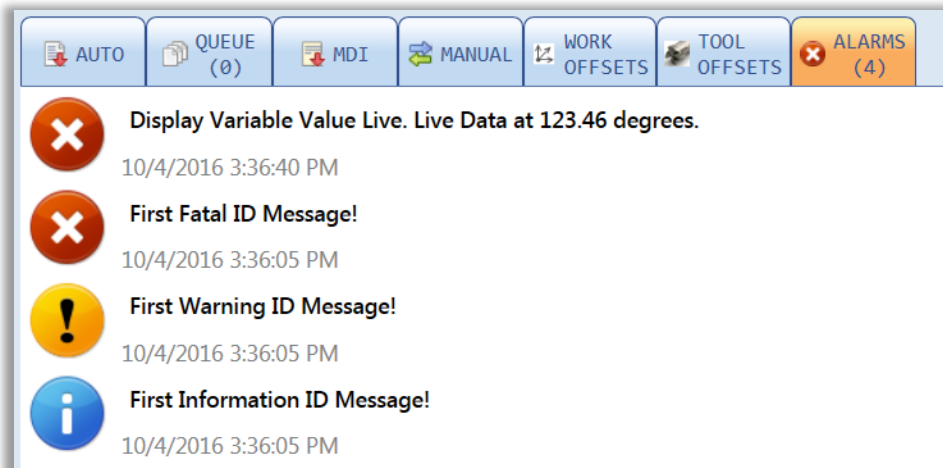 AUTO
QUEUE
(0)
MDI
MANUAL
WORK
OFFSETS
TOOL
OFFSETS
ALARMS
(4)
Display Variable Value Live. Live Data at 123.46 degrees.
10/4/2016 3:36:40 PM
First Fatal ID Message!
10/4/2016 3:36:05 PM
First Warning ID Message!
10/4/2016 3:36:05 PM
First Information ID Message!
10/4/2016 3:36:05 PM